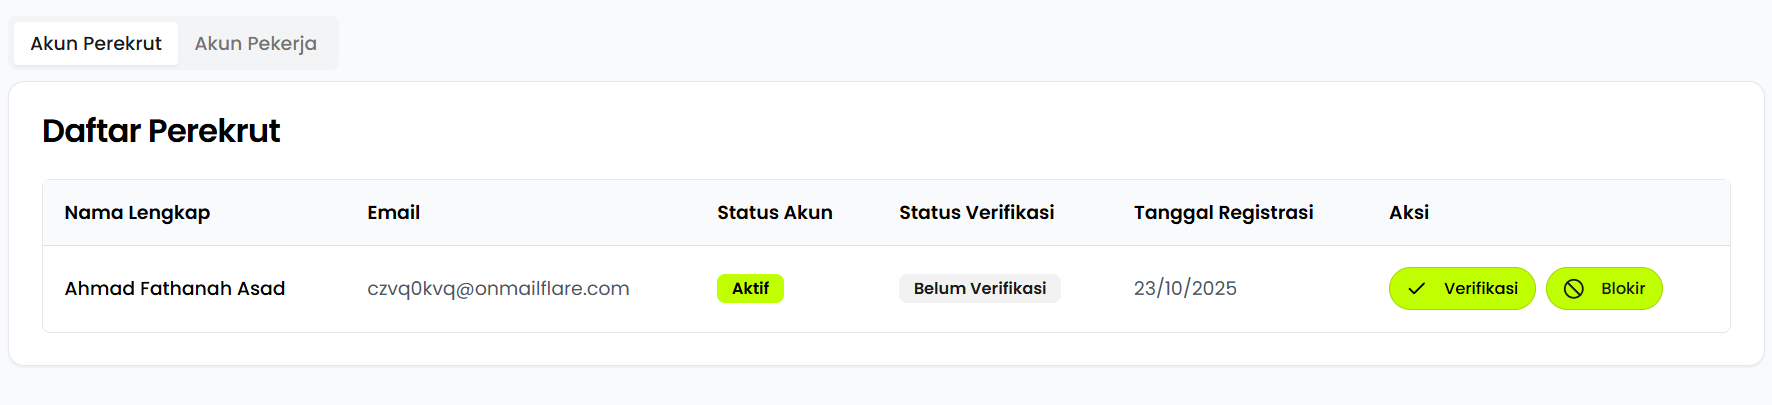 Akun Perekrut Akun Pekerja
Daftar Perekrut
Nama Lengkap Email Status Akun Status Verifikasi Tanggal Registrasi Aksi
Ahmad Fathanah Asad czvq0kvq@onmailflare.com Aktif Belum Verifikasi 23/10/2025 Verifikasi Blokir